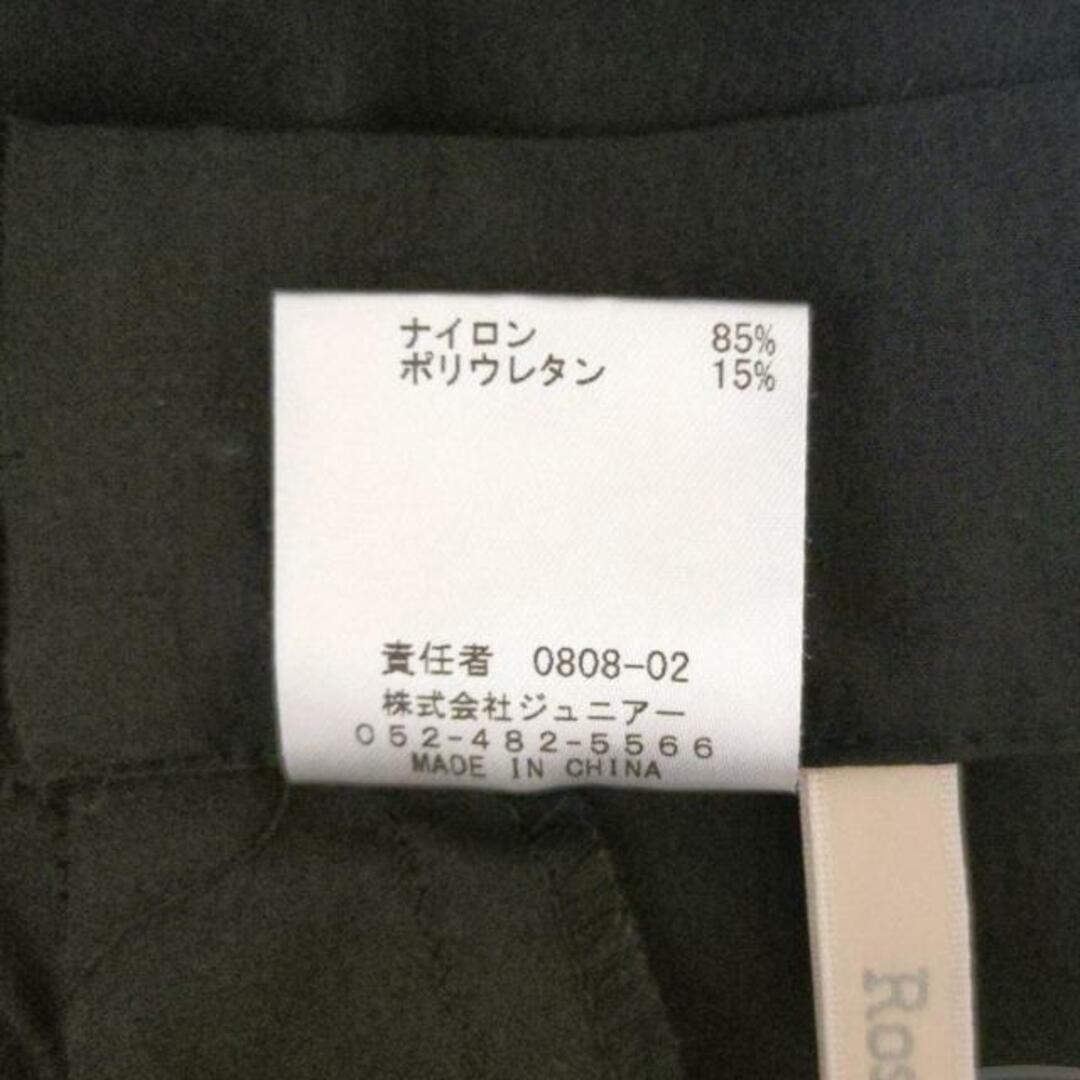 ナイロン 85%
ポリウレタン 15%
責任者 0808-02
株式会社ジュニアー
052-482-5566
MADE IN CHINA
Ros